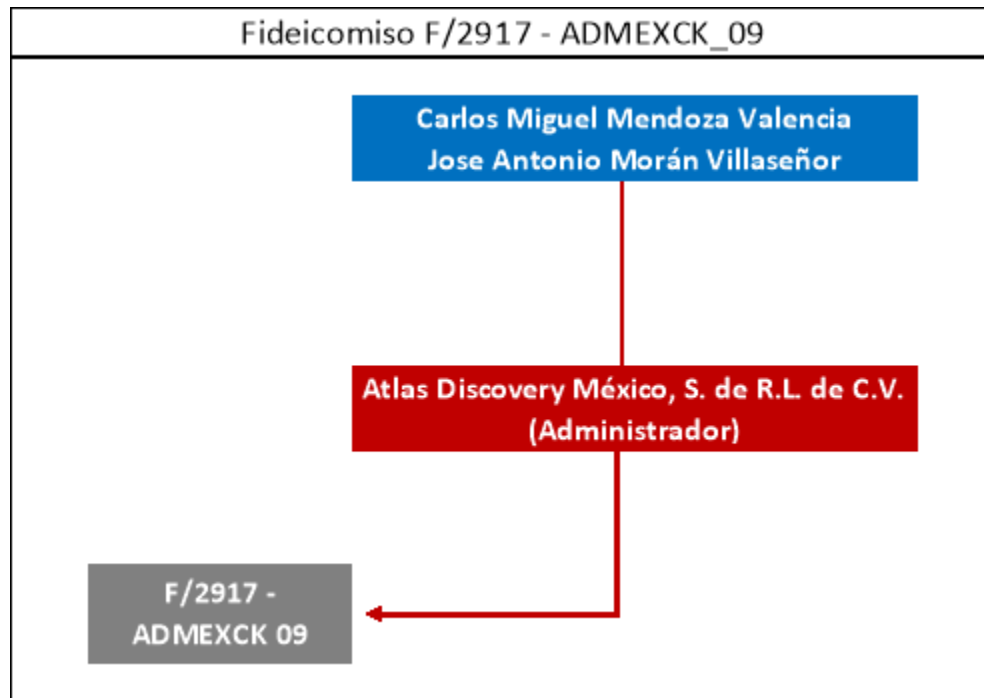 Fideicomiso F/2917 - ADMEXCK_09
Carlos Miguel Mendoza Valencia
Jose Antonio Morán Villaseñor
Atlas Discovery México, S. de R.L. de C.V.
(Administrador)
F/2917 -
ADMEXCK 09